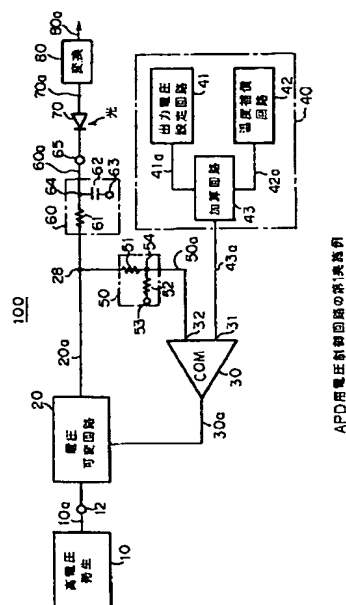 100
高電圧
発生
10
10a
12
20
電圧
可変回路
20a
28
30a
COM
30
32
31
50
51
52
53
54
50a
60
61
64
62
63
60a
65
70
光
70a
80
変換
80a
43a
加算回路
43
41a
42a
出力電圧
設定回路
41
温度補償
回路
42
40
APD用電圧制御回路の第1実施例